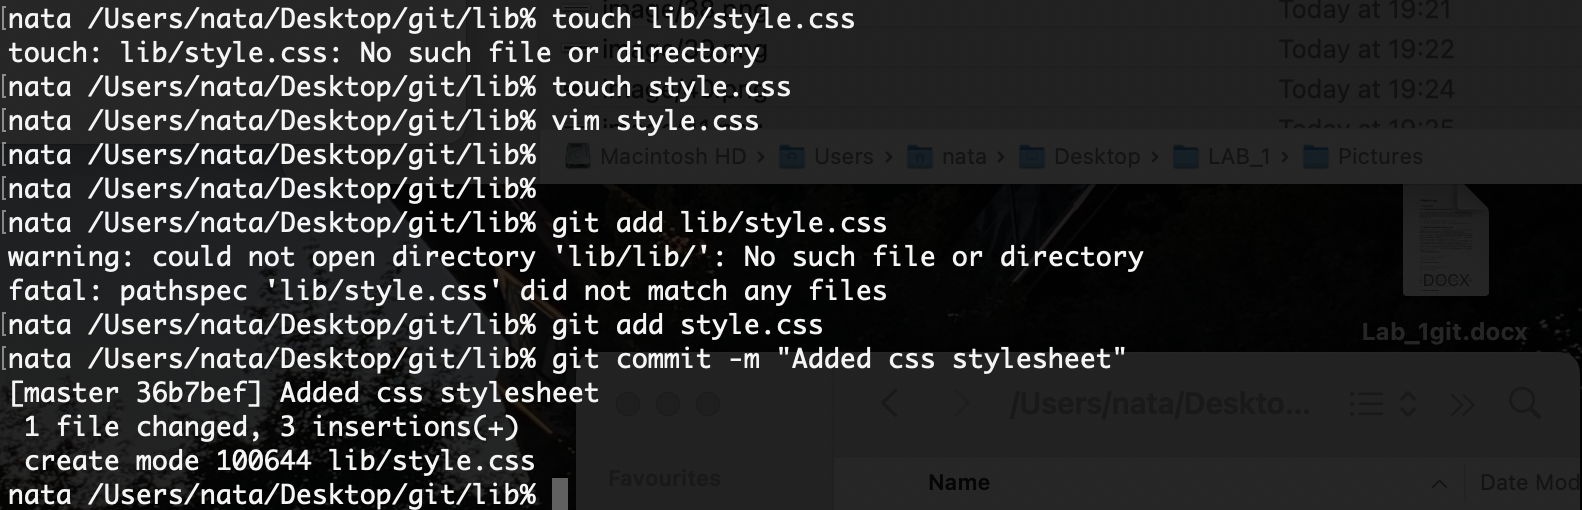 nata /Users/nata/Desktop/git/lib% touch lib/style.css
touch: lib/style.css: No such file or directory
nata /Users/nata/Desktop/git/lib% touch style.css
nata /Users/nata/Desktop/git/lib% vim style.css
nata /Users/nata/Desktop/git/lib%
nata /Users/nata/Desktop/git/lib%
nata /Users/nata/Desktop/git/lib% git add lib/style.css
warning: could not open directory 'lib/lib/': No such file or directory
fatal: pathspec 'lib/style.css' did not match any files
nata /Users/nata/Desktop/git/lib% git add style.css
nata /Users/nata/Desktop/git/lib% git commit -m "Added css stylesheet"
[master 36b7bef] Added css stylesheet
1 file changed, 3 insertions(+)
create mode 100644 lib/style.css
nata /Users/nata/Desktop/git/lib%
Today at 19:21
Today at 19:22
Today at 19:24
Today at 19:25
Macintosh HD › Users › nata › Desktop › LAB_1 › Pictures
DOCX
Lab_1git.docx
/Users/nata/Deskto...
Favourites
Name
Date Mod